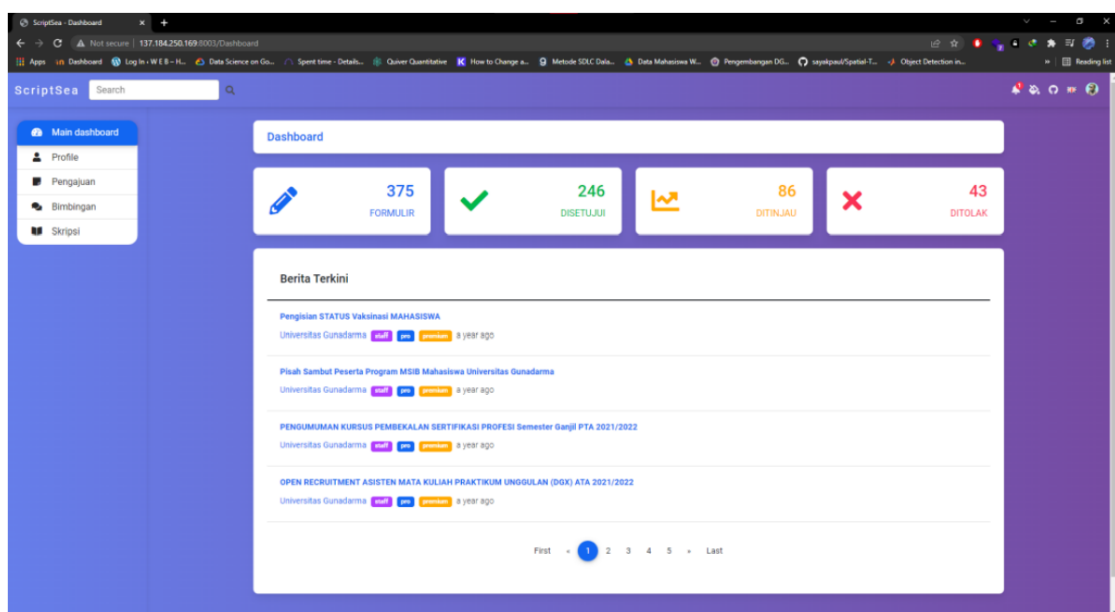 ScriptSea - Dashboard
Not secure 137.184.250.169:8003/Dashboard
Apps Dashboard Log In ‹ W E B – H... Data Science on Go... Spent time - Details... Quiver Quantitative How to Change a... Metode SDLC Dala... Data Mahasiswa W... Pengembangan DG... sayakpaul/Spatial-T... Object Detection in... » Reading list
ScriptSea Search
Main dashboard
Profile
Pengajuan
Bimbingan
Skripsi
Dashboard
375 246 86 43
FORMULIR DISETUJUI DITINJAU DITOLAK
Berita Terkini
Pengisian STATUS Vaksinasi MAHASISWA
Universitas Gunadarma staff pro premium a year ago
Pisah Sambut Peserta Program MSIB Mahasiswa Universitas Gunadarma
Universitas Gunadarma staff pro premium a year ago
PENGUMUMAN KURSUS PEMBEKALAN SERTIFIKASI PROFESI Semester Ganjil PTA 2021/2022
Universitas Gunadarma staff pro premium a year ago
OPEN RECRUITMENT ASISTEN MATA KULIAH PRAKTIKUM UNGGULAN (DGX) ATA 2021/2022
Universitas Gunadarma staff pro premium a year ago
First « 1 2 3 4 5 » Last